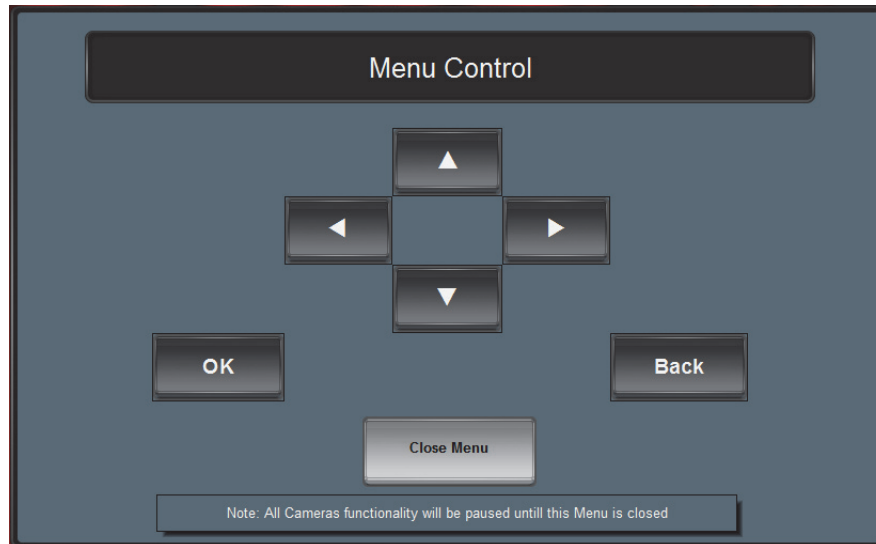 Menu Control
OK
Back
Close Menu
Note: All Cameras functionality will be paused untill this Menu is closed